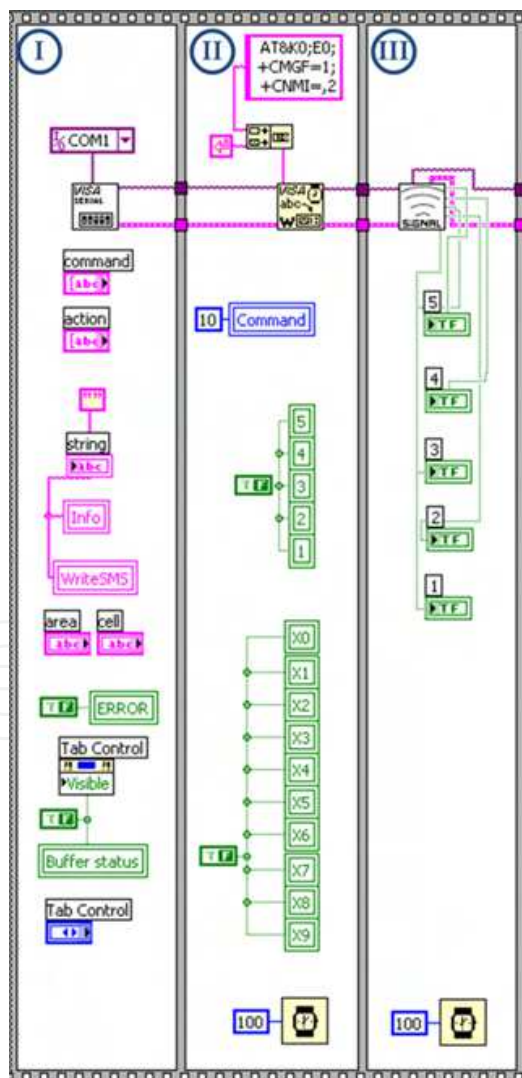 I
COM1
VISA
SERIAL
command
abc
action
abc
string
abc
Info
WriteSMS
area
cell
abc
abc
T F
ERROR
Tab Control
Visible
T F
Buffer status
Tab Control
II
AT&K0;E0;
+CMGF=1;
+CNMI=,2
VISA
abc
W
10
Command
5
4
3
2
1
T F
X0
X1
X2
X3
X4
X5
X6
X7
X8
X9
T F
100
III
SIGNAL
5
TF
4
TF
3
TF
2
TF
1
TF
100